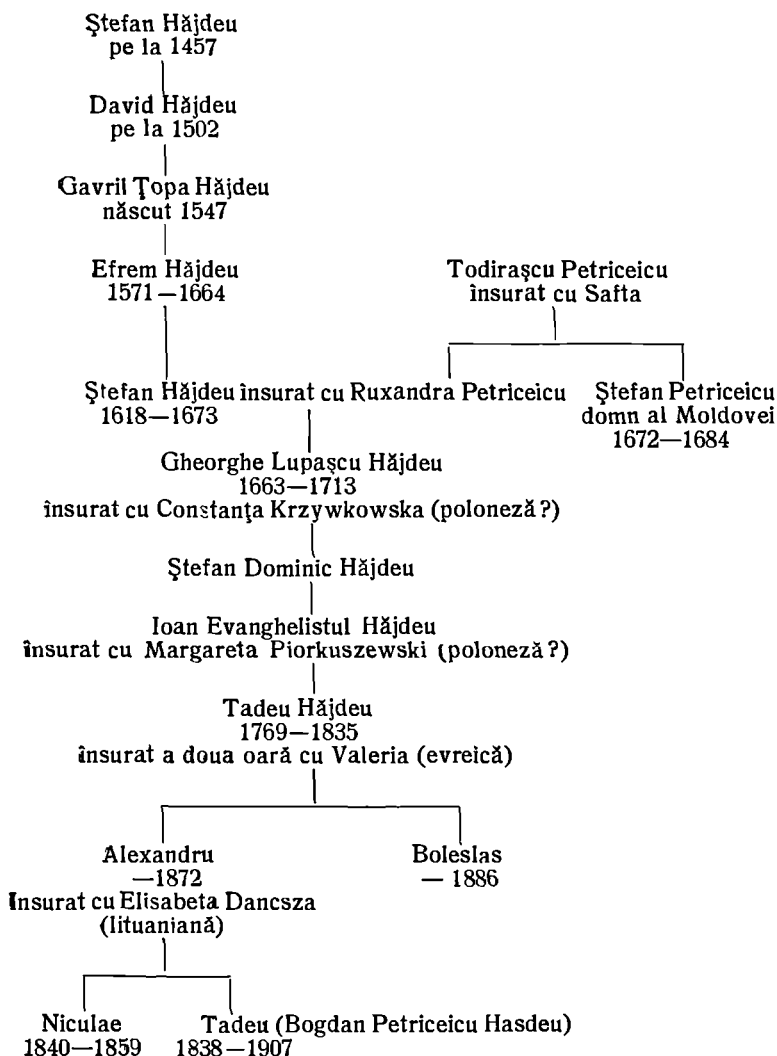 Ştefan Hăjdeu
pe la 1457
David Hăjdeu
pe la 1502
Gavril Ţopa Hăjdeu
născut 1547
Efrem Hăjdeu
1571—1664
Todiraşcu Petriceicu
însurat cu Safta
Ştefan Hăjdeu însurat cu Ruxandra Petriceicu
1618—1673
Ştefan Petriceicu
domn al Moldovei
1672—1684
Gheorghe Lupaşcu Hăjdeu
1663—1713
însurat cu Constanţa Krzywkowska (poloneză?)
Ştefan Dominic Hăjdeu
Ioan Evanghelistul Hăjdeu
însurat cu Margareta Piorkuszewski (poloneză?)
Tadeu Hăjdeu
1769—1835
însurat a doua oară cu Valeria (evreică)
Alexandru
—1872
Însurat cu Elisabeta Dancsza
(lituaniană)
Boleslas
— 1886
Niculae
1840—1859
Tadeu (Bogdan Petriceicu Hasdeu)
1838—1907